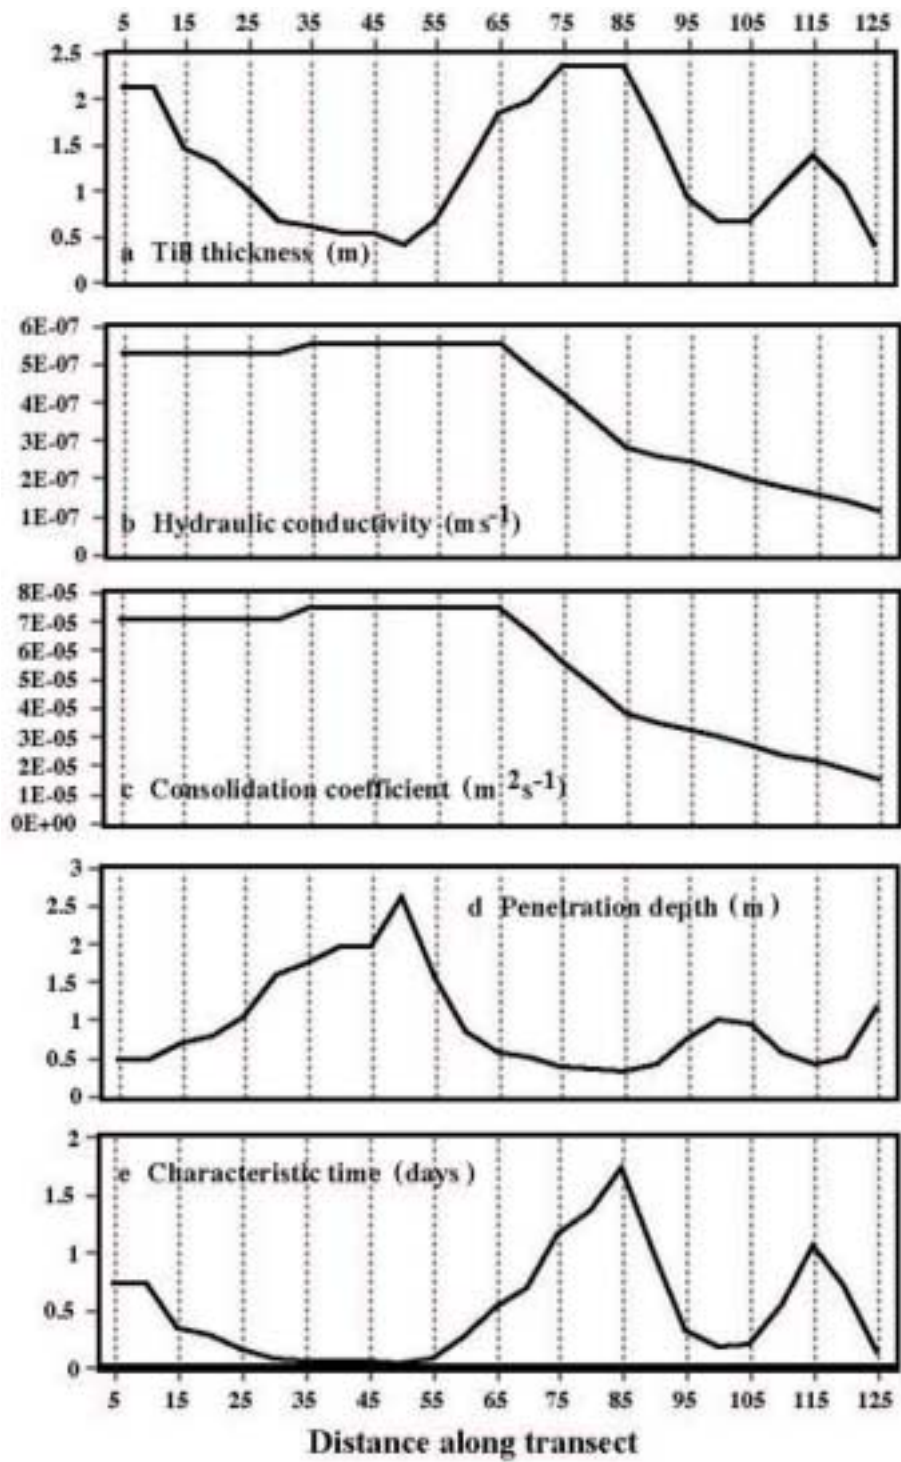 5 15 25 35 45 55 65 75 85 95 105 115 125
2.5
2
1.5
1
0.5
0
a Till thickness (m)
6E-07
5E-07
4E-07
3E-07
2E-07
1E-07
0
b Hydraulic conductivity (m s-1)
8E-05
7E-05
6E-05
5E-05
4E-05
3E-05
2E-05
1E-05
0E+00
c Consolidation coefficient (m 2s-1)
3
2.5
2
1.5
1
0.5
0
d Penetration depth (m)
2
1.5
1
0.5
0
e Characteristic time (days)
5 15 25 35 45 55 65 75 85 95 105 115 125
Distance along transect